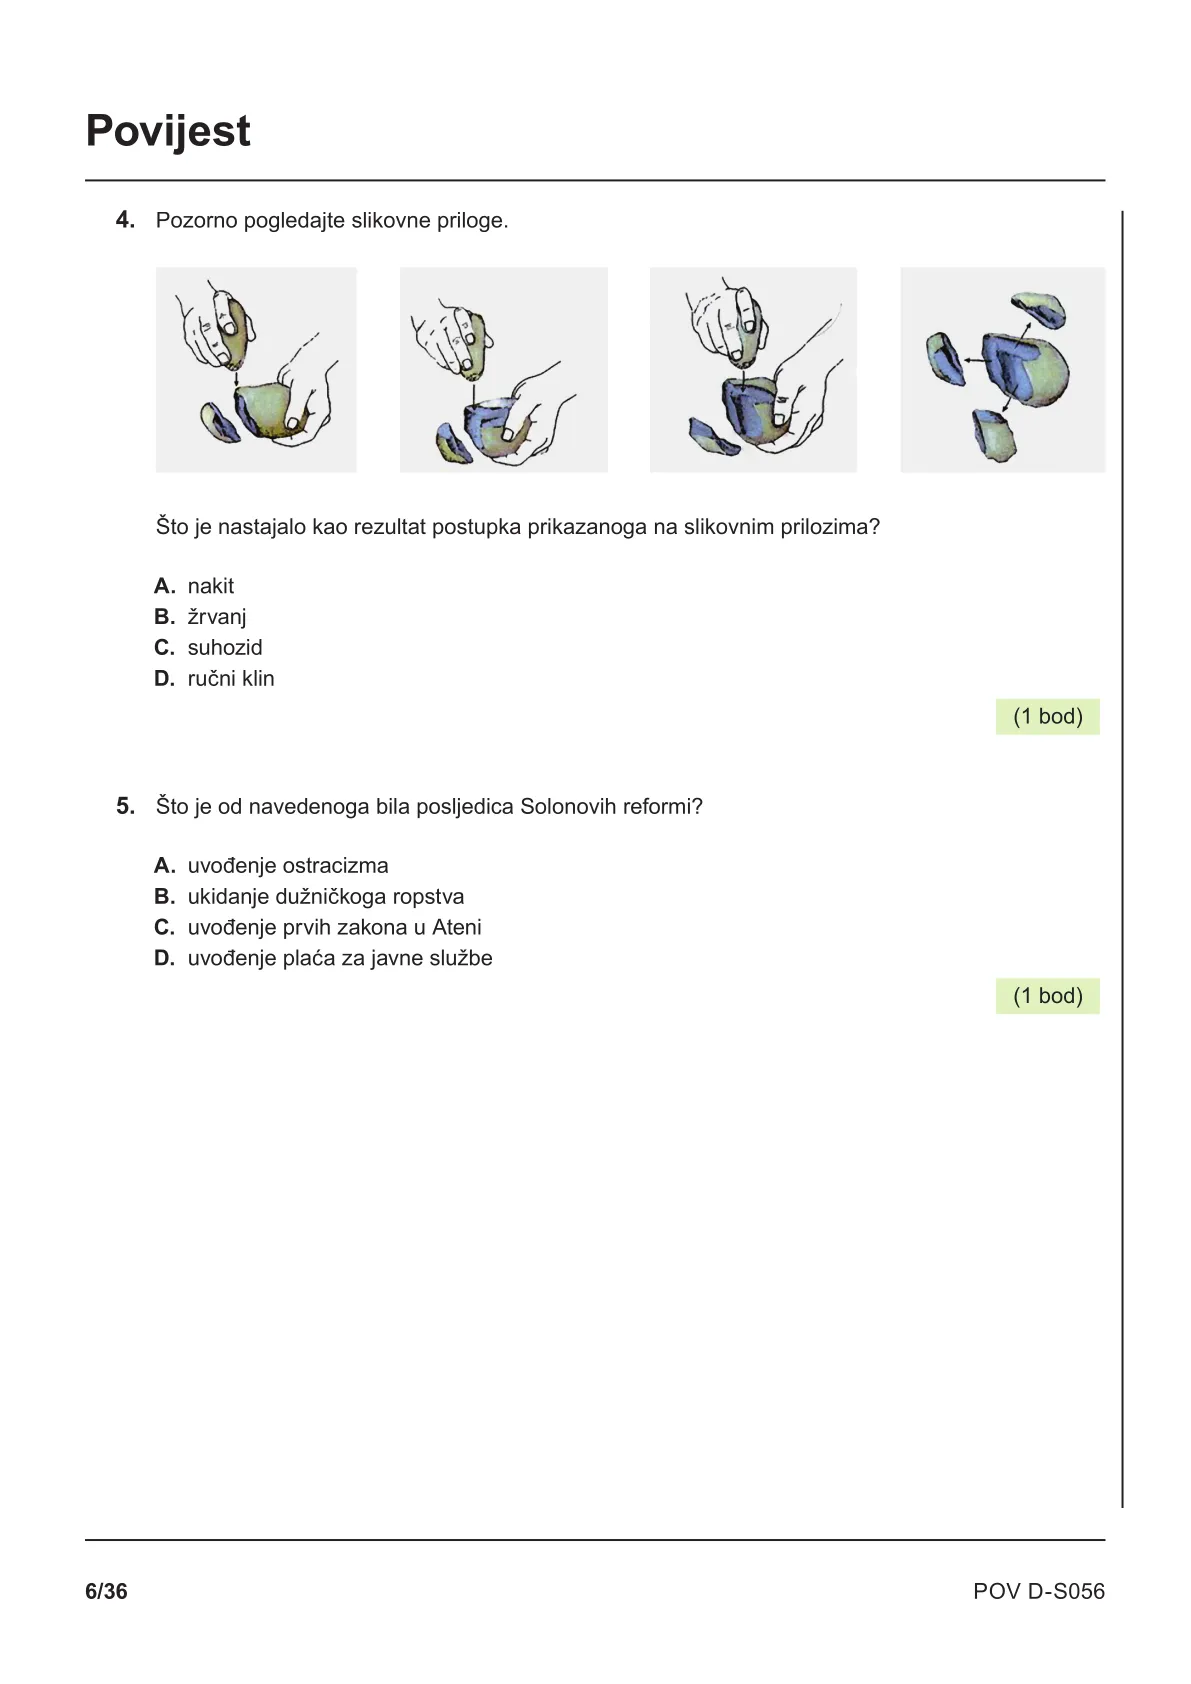 Povijest
4. Pozorno pogledajte slikovne priloge.
Što je nastajalo kao rezultat postupka prikazanoga na slikovnim prilozima?
A. nakit
B. žrvanj
C. suhozid
D. ručni klin
(1 bod)
5. Što je od navedenoga bila posljedica Solonovih reformi?
A. uvođenje ostracizma
B. ukidanje dužničkoga ropstva
C. uvođenje prvih zakona u Ateni
D. uvođenje plaća za javne službe
(1 bod)
6/36
POV D-S056